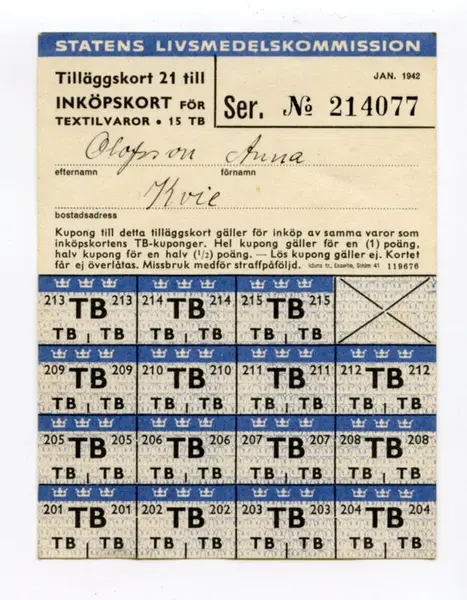 STATENS LIVSMEDELSKOMMISSION
Tilläggskort 21 till
INKÖPSKORT FÖR
TEXTILVAROR • 15 TB
JAN. 1942
Ser. № 214077
Olofsson Anna
efternamn förnamn
Kvie
bostadsadress
Kupong till detta tilläggskort gäller för inköp av samma varor som
inköpskortens TB-kuponger. Hel kupong gäller för en (1) poäng,
halv kupong för en halv (½) poäng. — Lös kupong gäller ej. Kortet
får ej överlåtas. Missbruk medför straffpåföljd. Iduns tr., Esselte, Sthlm 41 119676
213 TB 213 214 TB 214 215 TB 215
TB TB TB TB TB TB
209 TB 209 210 TB 210 211 TB 211 212 TB 212
TB TB TB TB TB TB TB TB
205 TB 205 206 TB 206 207 TB 207 208 TB 208
TB TB TB TB TB TB TB TB
201 TB 201 202 TB 202 203 TB 203 204 TB 204
TB TB TB TB TB TB TB TB